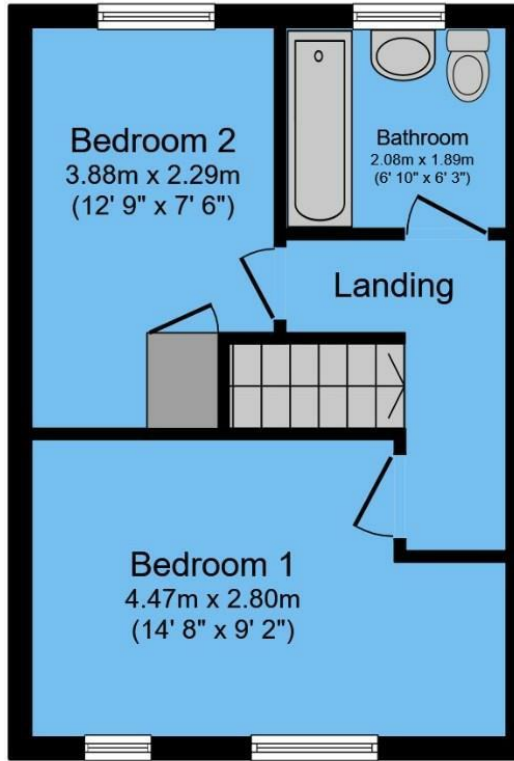 Bedroom 2
3.88m x 2.29m
(12' 9" x 7' 6")
Bathroom
2.08m x 1.89m
(6' 10" x 6' 3")
Landing
Bedroom 1
4.47m x 2.80m
(14' 8" x 9' 2")